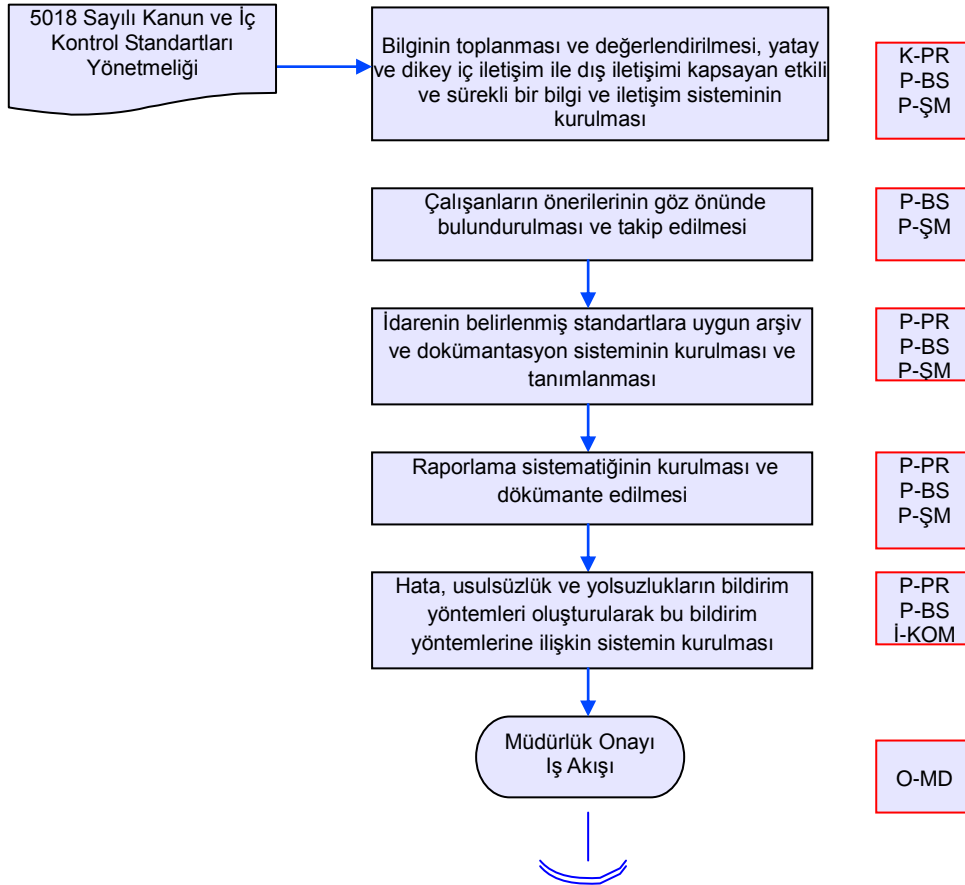 5018 Sayılı Kanun ve İç
Kontrol Standartları
Yönetmeliği
Bilginin toplanması ve değerlendirilmesi, yatay
ve dikey iç iletişim ile dış iletişimi kapsayan etkili
ve sürekli bir bilgi ve iletişim sisteminin
kurulması
K-PR
P-BS
P-ŞM
Çalışanların önerilerinin göz önünde
bulundurulması ve takip edilmesi
P-BS
P-ŞM
İdarenin belirlenmiş standartlara uygun arşiv
ve dokümantasyon sisteminin kurulması ve
tanımlanması
P-PR
P-BS
P-ŞM
Raporlama sistematiğinin kurulması ve
dökümante edilmesi
P-PR
P-BS
P-ŞM
Hata, usulsüzlük ve yolsuzlukların bildirim
yöntemleri oluşturularak bu bildirim
yöntemlerine ilişkin sistemin kurulması
P-PR
P-BS
İ-KOM
Müdürlük Onayı
Iş Akışı
O-MD